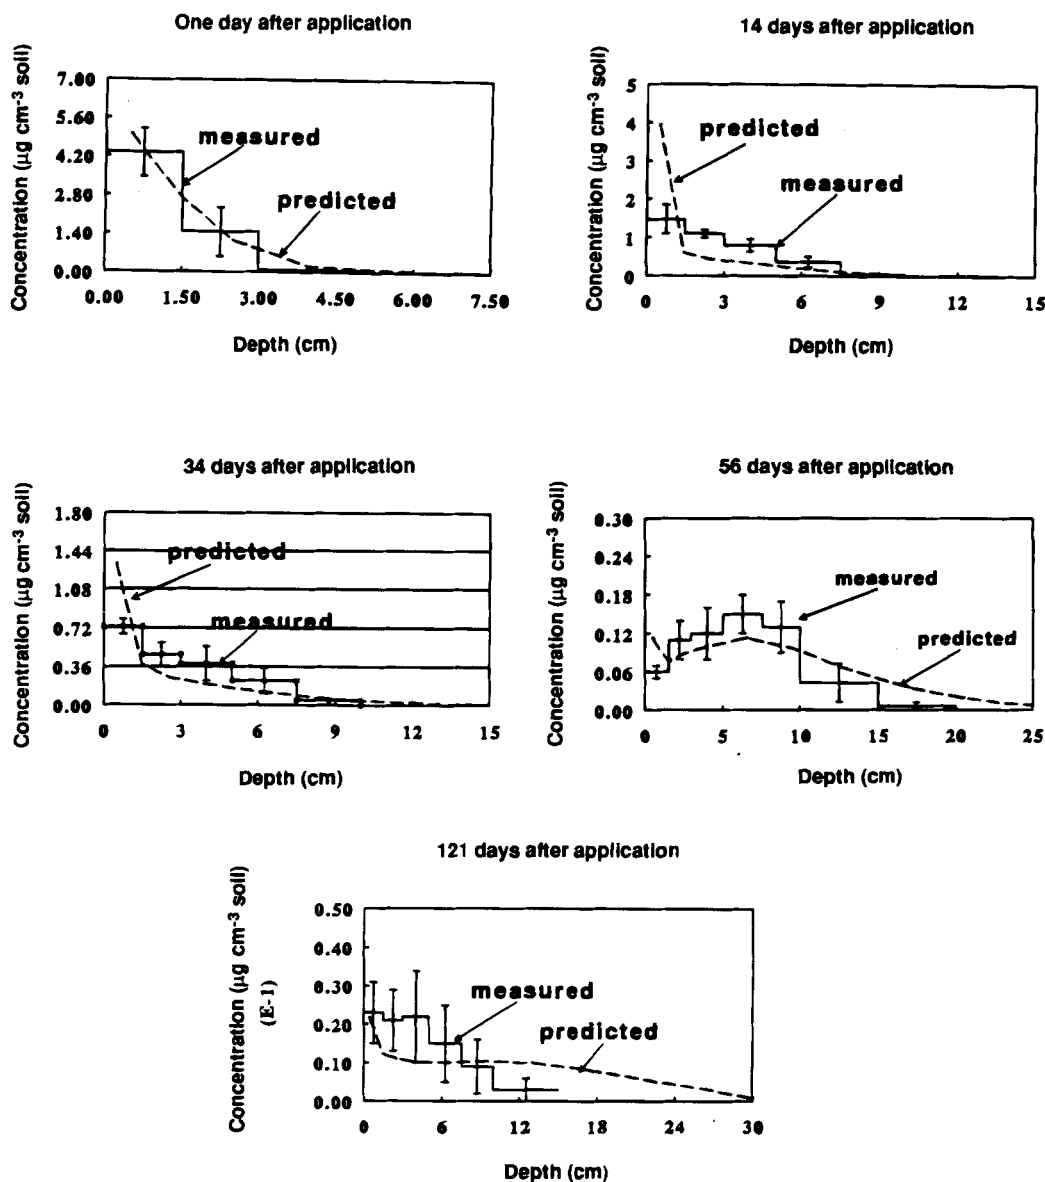 One day after application
Concentration (µg cm-3 soil)
7.00
5.60
4.20
2.80
1.40
0.00
measured
predicted
0.00 1.50 3.00 4.50 6.00 7.50
Depth (cm)
14 days after application
Concentration (µg cm-3 soil)
5
4
3
2
1
0
predicted
measured
0 3 6 9 12 15
Depth (cm)
34 days after application
Concentration (µg cm-3 soil)
1.80
1.44
1.08
0.72
0.36
0.00
predicted
measured
0 3 6 9 12 15
Depth (cm)
56 days after application
Concentration (µg cm-3 soil)
0.30
0.24
0.18
0.12
0.06
0.00
measured
predicted
0 5 10 15 20 25
Depth (cm)
121 days after application
Concentration (µg cm-3 soil)
(E-1)
0.50
0.40
0.30
0.20
0.10
0.00
measured
predicted
0 6 12 18 24 30
Depth (cm)